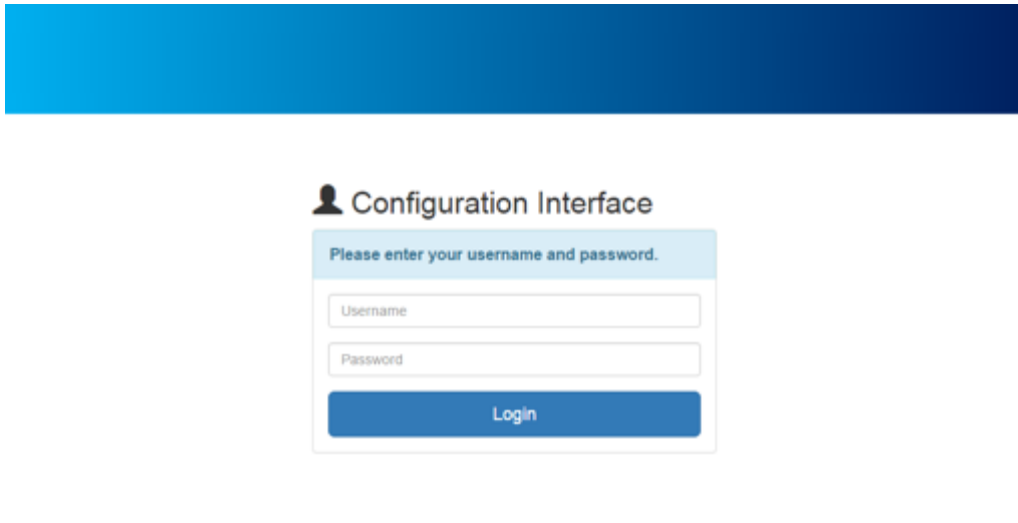 Configuration Interface
Please enter your username and password.
Username
Password
Login